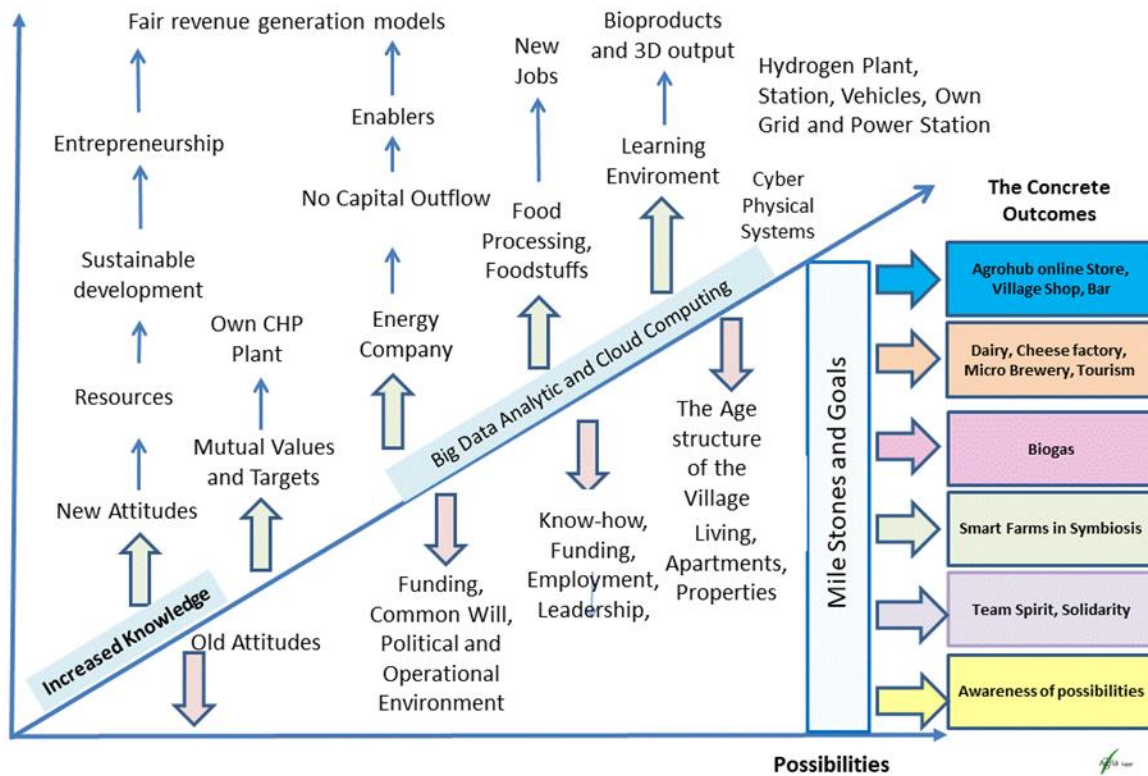 Fair revenue generation models
Entrepreneurship
Sustainable
development
Resources
New Attitudes
Own CHP
Plant
Mutual Values
and Targets
Enablers
No Capital Outflow
Energy
Company
New
Jobs
Food
Processing,
Foodstuffs
Bioproducts
and 3D output
Learning
Enviroment
Hydrogen Plant,
Station, Vehicles, Own
Grid and Power Station
Cyber
Physical
Systems
Increased Knowledge
Big Data Analytic and Cloud Computing
Old Attitudes
Funding,
Common Will,
Political and
Operational
Environment
Know-how,
Funding,
Employment,
Leadership,
The Age
structure
of the
Village
Living,
Apartments,
Properties
Mile Stones and Goals
The Concrete
Outcomes
Agrohub online Store,
Village Shop, Bar
Dairy, Cheese factory,
Micro Brewery, Tourism
Biogas
Smart Farms in Symbiosis
Team Spirit, Solidarity
Awareness of possibilities
Possibilities